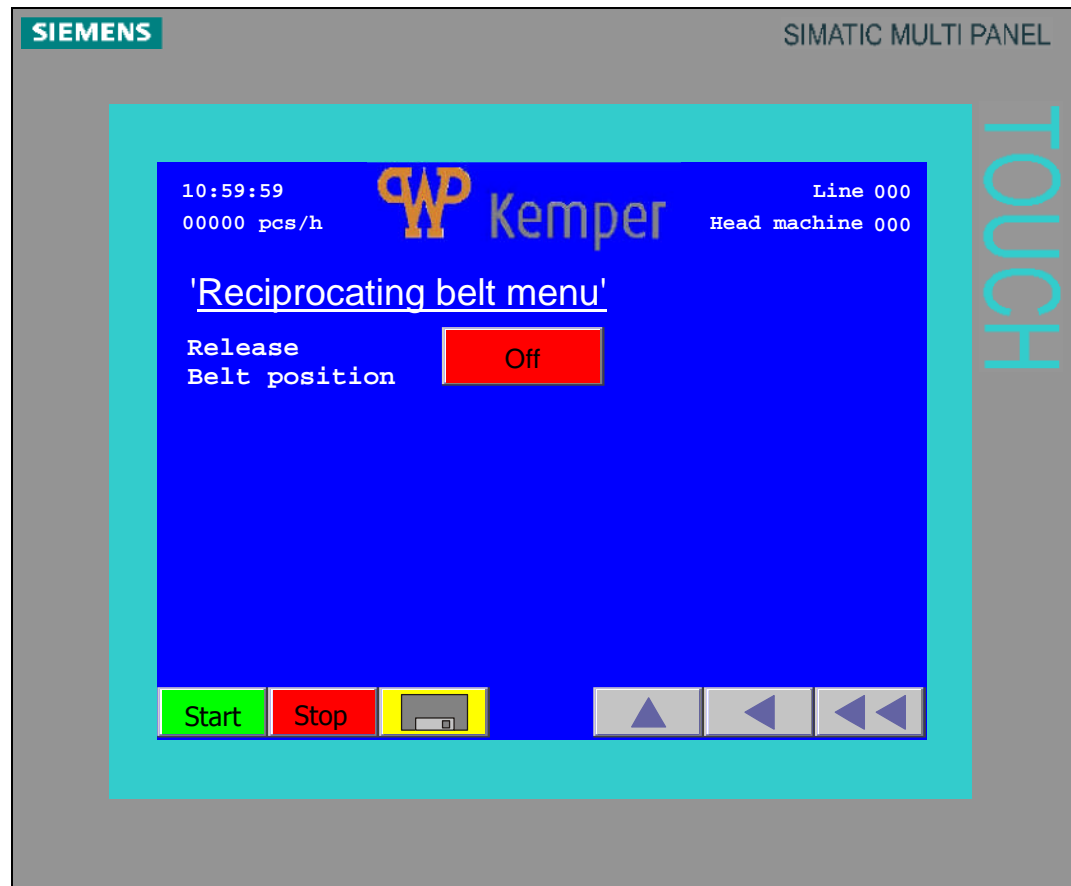 SIEMENS
SIMATIC MULTI PANEL
TOUCH
10:59:59
00000 pcs/h
WP Kemper
Line 000
Head machine 000
'Reciprocating belt menu'
Release
Belt position
Off
Start
Stop